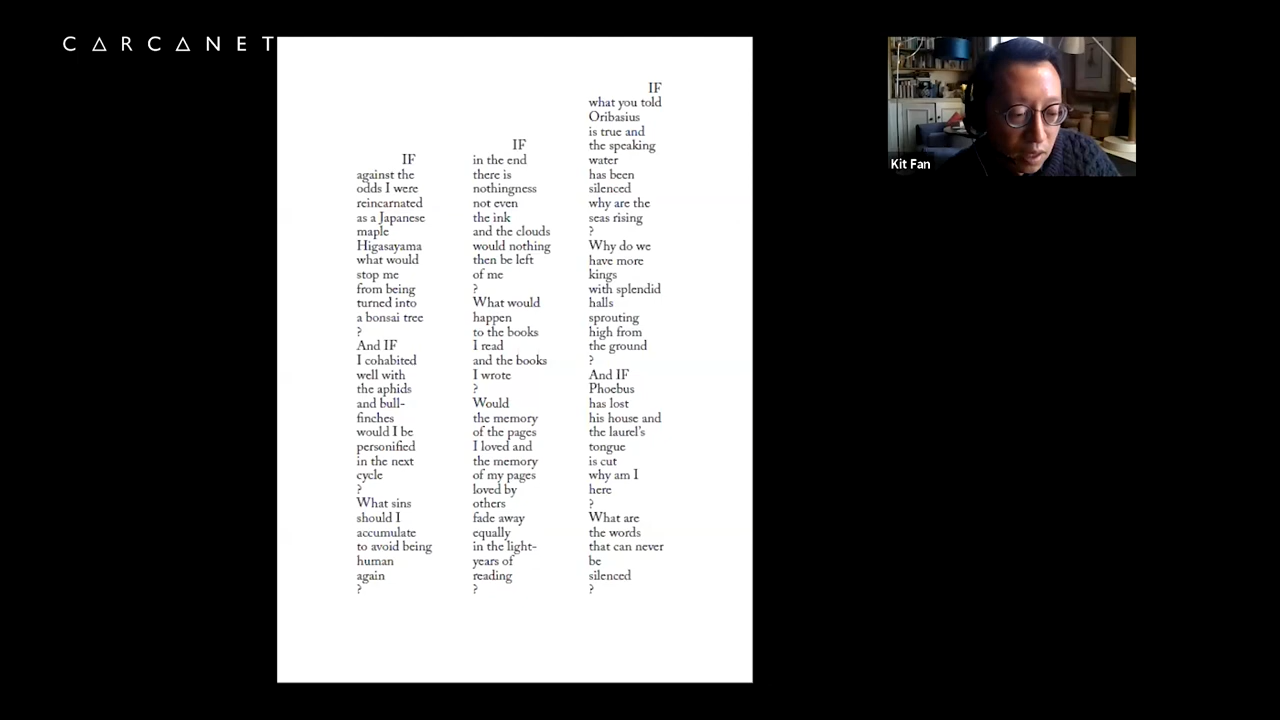 CARCANET
IF
against the
odds I were
reincarnated
as a Japanese
maple
Higasayama
what would
stop me
from being
turned into
a bonsai tree
?
And IF
I cohabited
well with
the aphids
and bull-
finches
would I be
personified
in the next
cycle
?
What sins
should I
accumulate
to avoid being
human
again
?
IF
in the end
there is
nothingness
not even
the ink
and the clouds
would nothing
then be left
of me
?
What would
happen
to the books
I read
and the books
I wrote
?
Would
the memory
of the pages
I loved and
the memory
of my pages
loved by
others
fade away
equally
in the light-
years of
reading
?
IF
what you told
Oribasius
is true and
the speaking
water
has been
silenced
why are the
seas rising
?
Why do we
have more
kings
with splendid
halls
sprouting
high from
the ground
?
And IF
Phoebus
has lost
his house and
the laurel's
tongue
is cut
why am I
here
?
What are
the words
that can never
be
silenced
?
Kit Fan